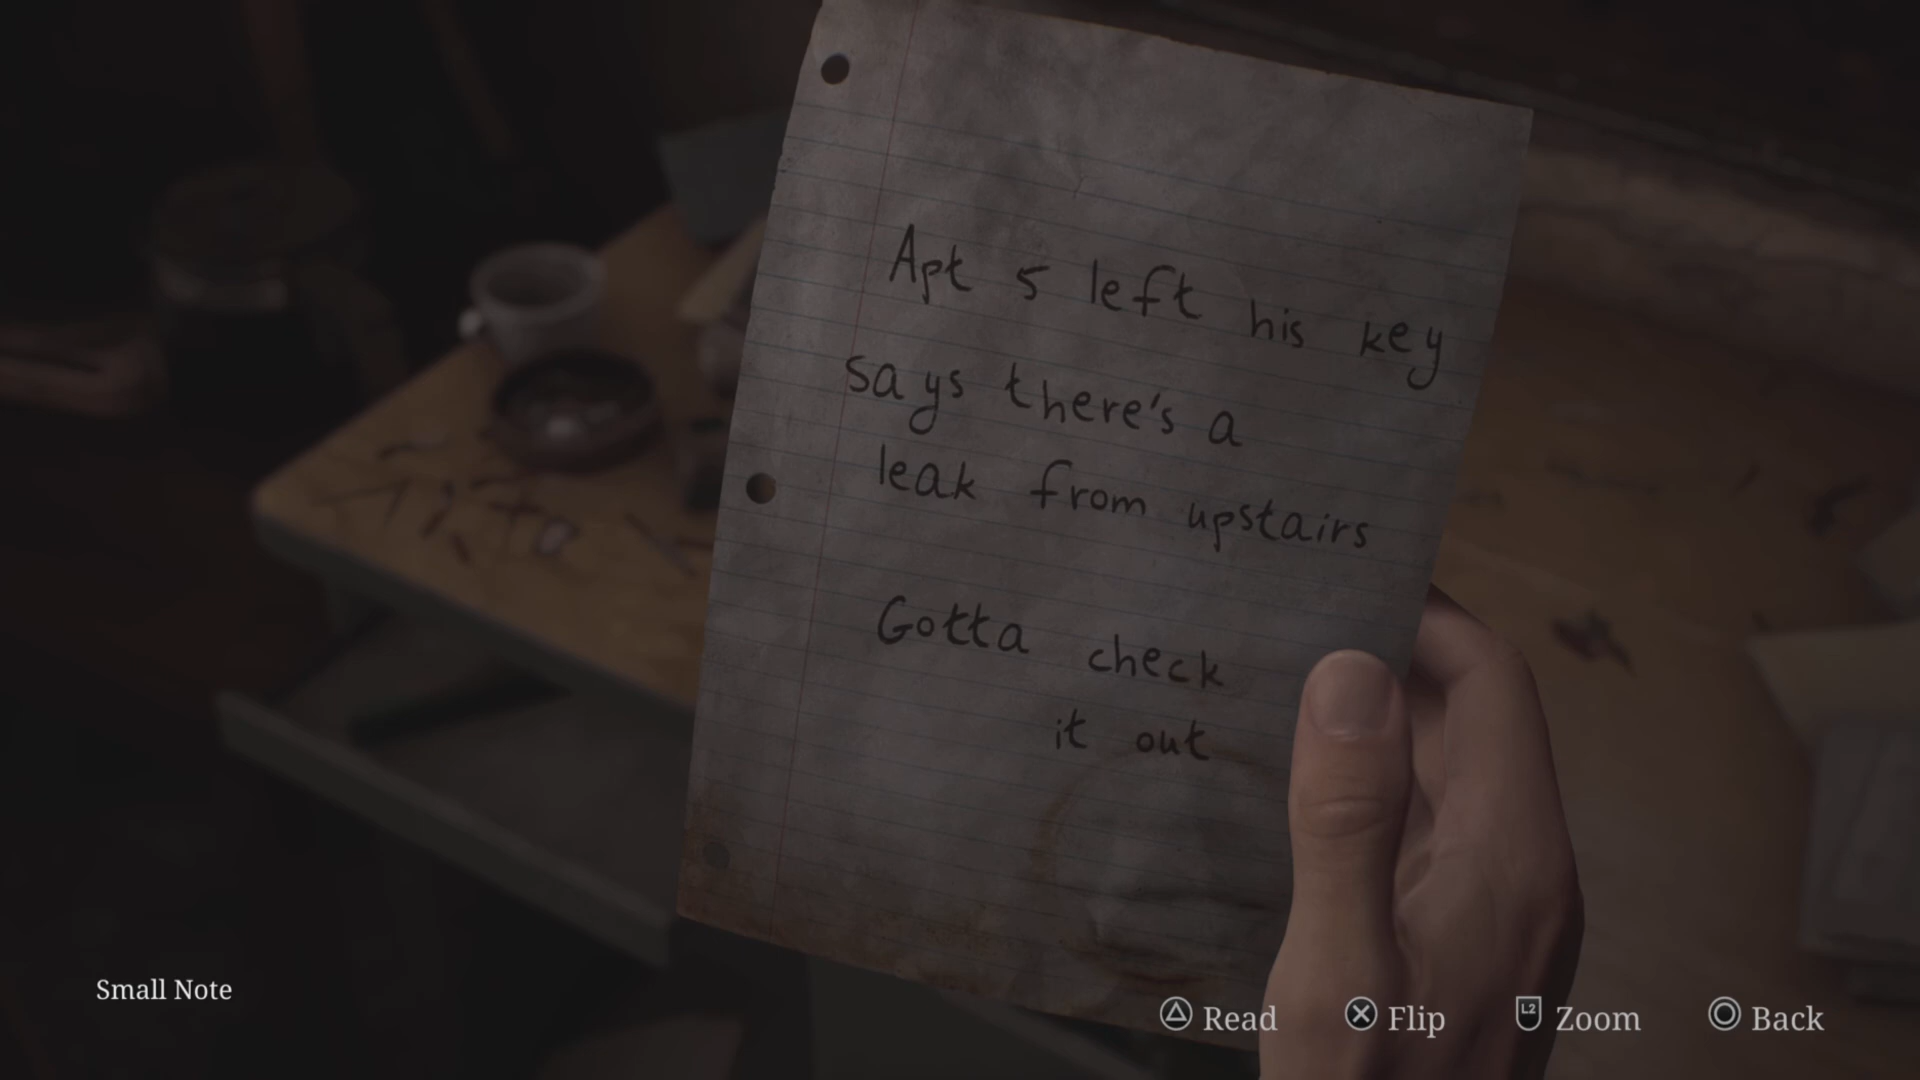 Apt 5 left his key
says there's a
leak from upstairs
Gotta check
it out
Small Note
Read Flip L2 Zoom Back